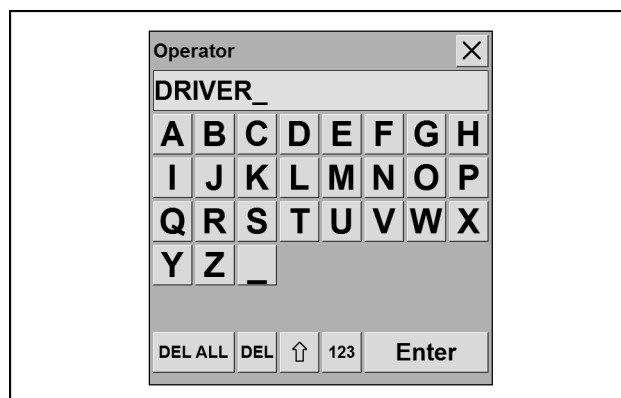 Operator
DRIVER_
A B C D E F G H
I J K L M N O P
Q R S T U V W X
Y Z _
DEL ALL DEL ⇧ 123 Enter